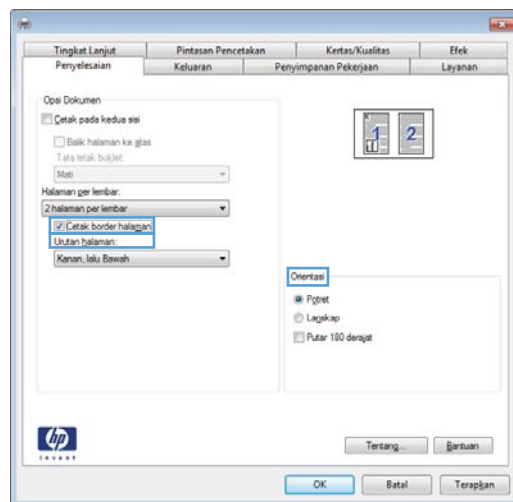 Tingkat Lanjut Pintasan Pencetakan Kertas/Kualitas Efek
Penyelesaian Keluaran Penyimpanan Pekerjaan Layanan
Opsi Dokumen
Cetak pada kedua sisi
Balik halaman ke atas
Tata letak buklet:
Mati
Halaman per lembar:
2 halaman per lembar
Cetak border halaman
Urutan halaman:
Kanan, lalu Bawah
1 2
Orientasi
Potret
Lanskap
Putar 180 derajat
hp
invent
Tentang... Bantuan
OK Batal Terapkan